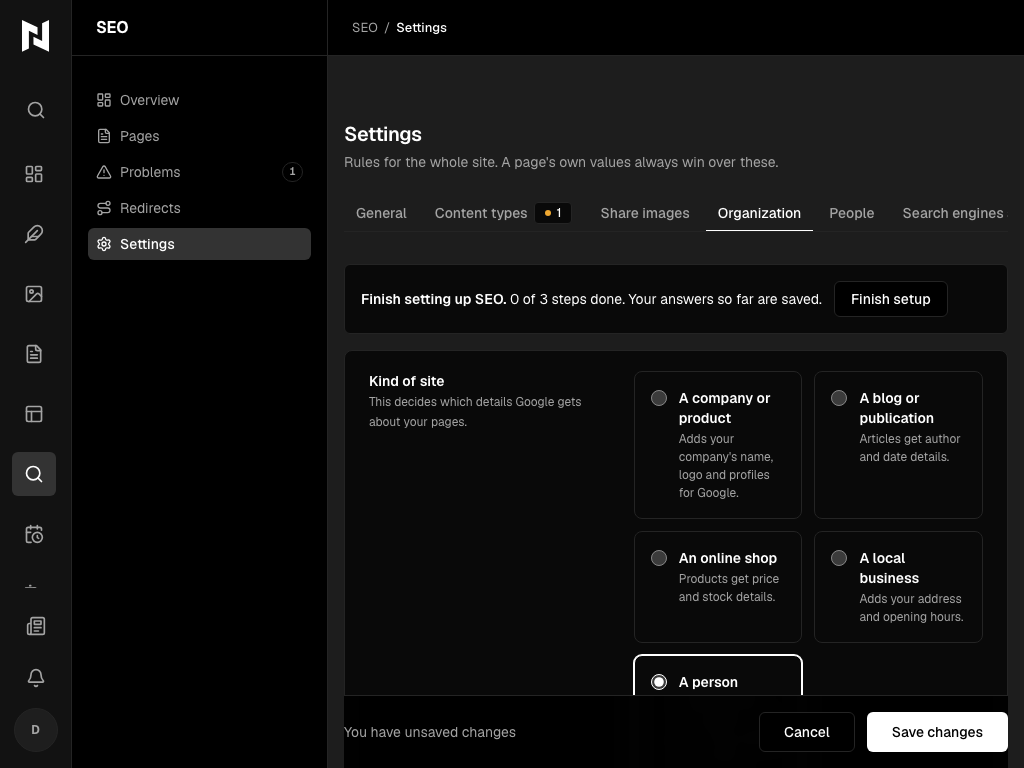 SEO
SEO / Settings
Overview
Pages
Problems 1
Redirects
Settings
Settings
Rules for the whole site. A page's own values always win over these.
General Content types 1 Share images Organization People Search engines
Finish setting up SEO. 0 of 3 steps done. Your answers so far are saved. Finish setup
Kind of site
This decides which details Google gets
about your pages.
A company or
product
Adds your
company's name,
logo and profiles
for Google.
A blog or
publication
Articles get author
and date details.
An online shop
Products get price
and stock details.
A local
business
Adds your address
and opening hours.
A person
You have unsaved changes Cancel Save changes
D